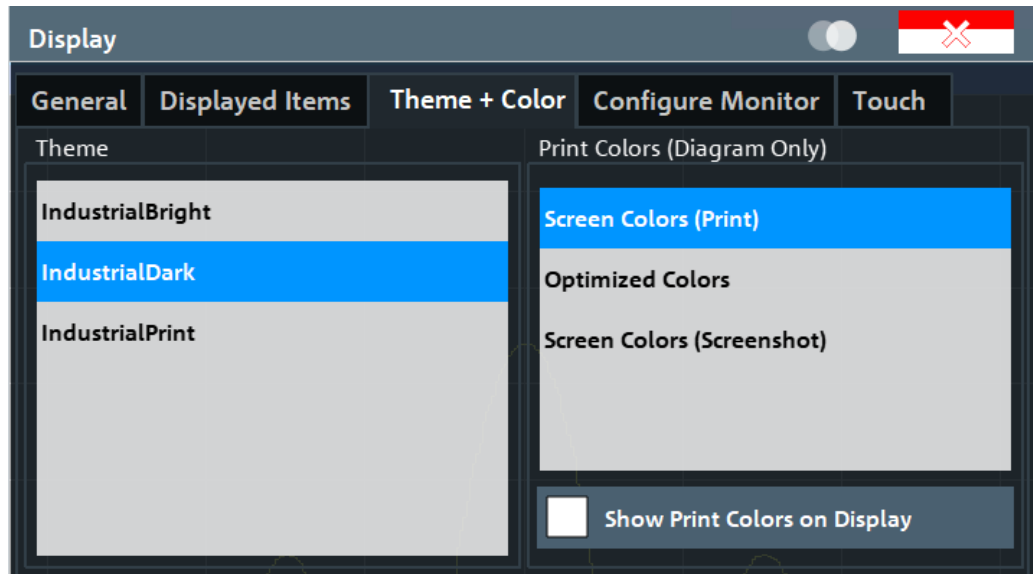 Display
General Displayed Items Theme + Color Configure Monitor Touch
Theme
IndustrialBright
IndustrialDark
IndustrialPrint
Print Colors (Diagram Only)
Screen Colors (Print)
Optimized Colors
Screen Colors (Screenshot)
Show Print Colors on Display